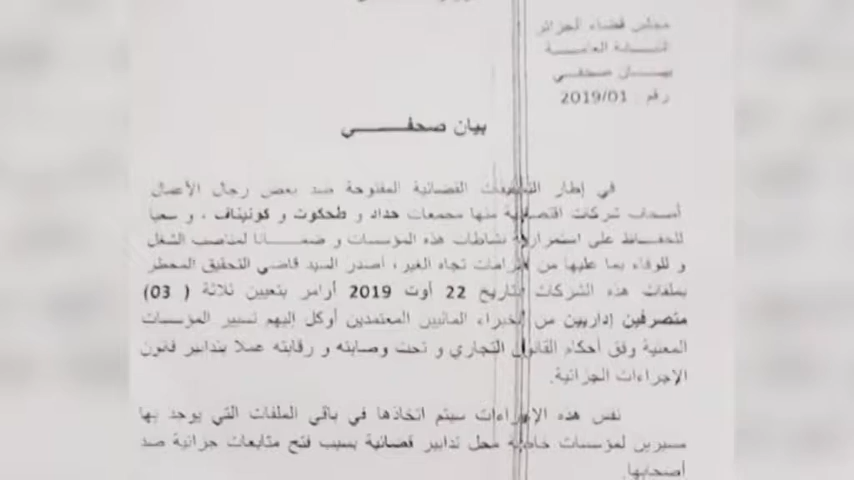 مجلس قضاء الجزائر
النيابة العامة
بيان صحفي
رقم 2019/01
بيان صحفي
في إطار التحقيقات القضائية المفتوحة ضد بعض رجال الأعمال
أصحاب شركات اقتصادية منها مجمعات حداد و طحكوت و كونيناف ، و سعيا
للحفاظ على استمرارية نشاطات هذه المؤسسات و ضمانا لمناصب الشغل
و للوفاء بما عليها من التزامات تجاه الغير، أصدر السيد قاضي التحقيق المخطر
بملفات هذه الشركات بتاريخ 22 أوت 2019 أوامر بتعيين ثلاثة ( 03)
متصرفين إداريين من الخبراء الماليين المعتمدين أوكل إليهم تسيير المؤسسات
المعنية وفق أحكام القانون التجاري و تحت وصايته و رقابته عملا بتدابير قانون
الإجراءات الجزائية.
نفس هذه الإجراءات سيتم اتخاذها في باقي الملفات التي يوجد بها
مسيرين لمؤسسات خاصة محل تدابير قضائية بسبب فتح متابعات جزائية ضد
أصحابها.